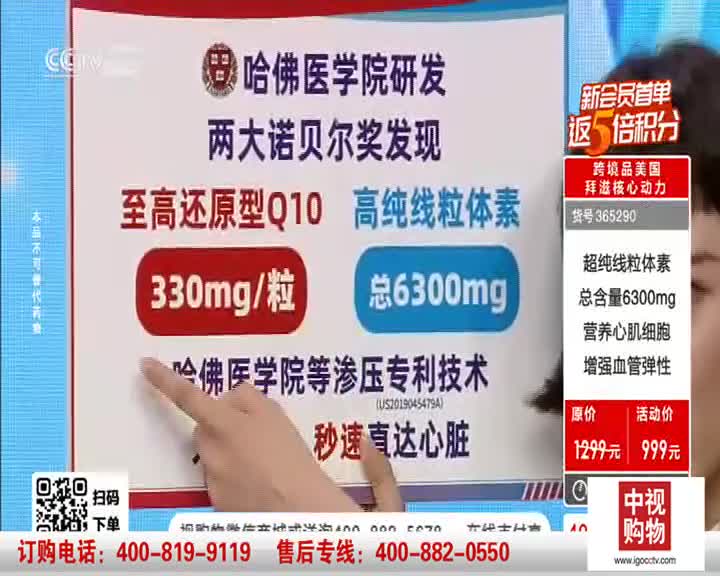 CCTV
哈佛医学院研发
两大诺贝尔奖发现
至高还原型Q10
330mg/粒
高纯线粒体素
总6300mg
哈佛医学院等渗压专利技术
(US2019045479A)
秒速直达心脏
本品不可替代药物
新会员首单
返5倍积分
跨境品美国
拜滋核心动力
货号 365290
超纯线粒体素
总含量6300mg
营养心肌细胞
增强血管弹性
原价
1299元
活动价
999元
扫码
下单
订购电话：400-819-9119 售后专线：400-882-0550
中视
购物
www.igocctv.com